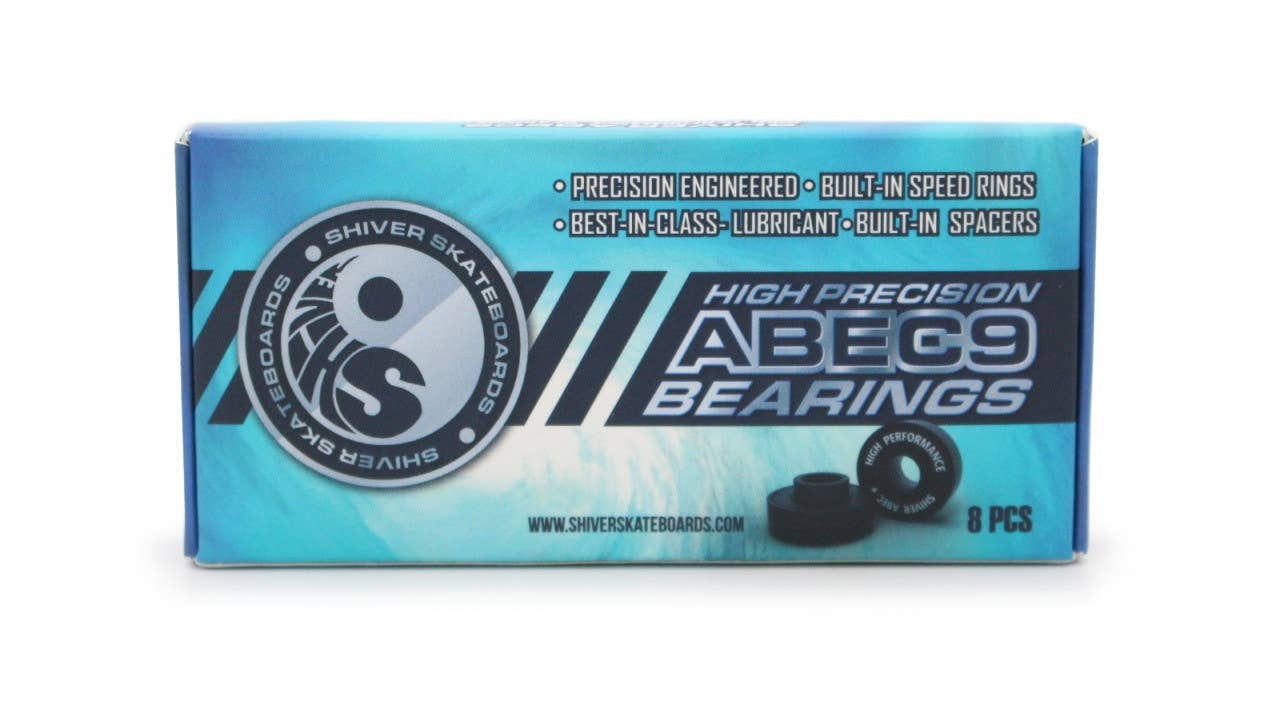 • PRECISION ENGINEERED • BUILT-IN SPEED RINGS
• BEST-IN-CLASS- LUBRICANT • BUILT-IN SPACERS
SHIVER SKATEBOARDS • SHIVER SKATEBOARDS •
S
HIGH PRECISION
ABEC9
BEARINGS
HIGH PERFORMANCE
SHIVER ABEC
WWW.SHIVERSKATEBOARDS.COM
8 PCS